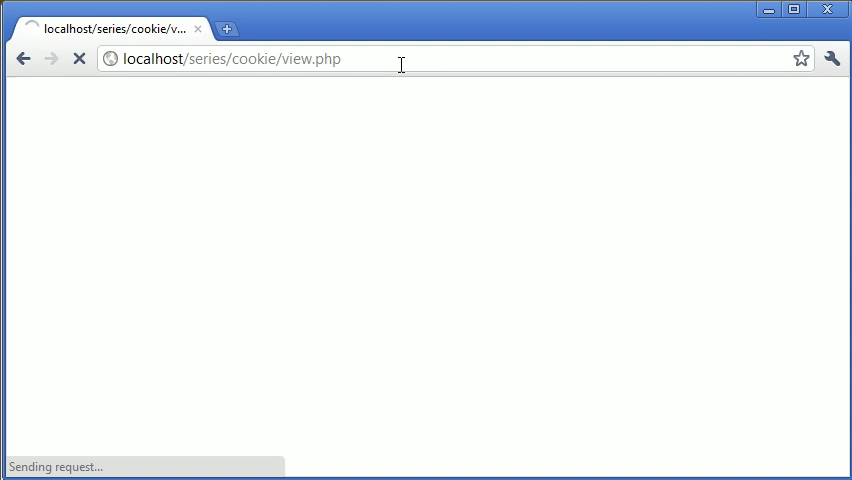 localhost/series/cookie/v...
localhost/series/cookie/view.php
Sending request...